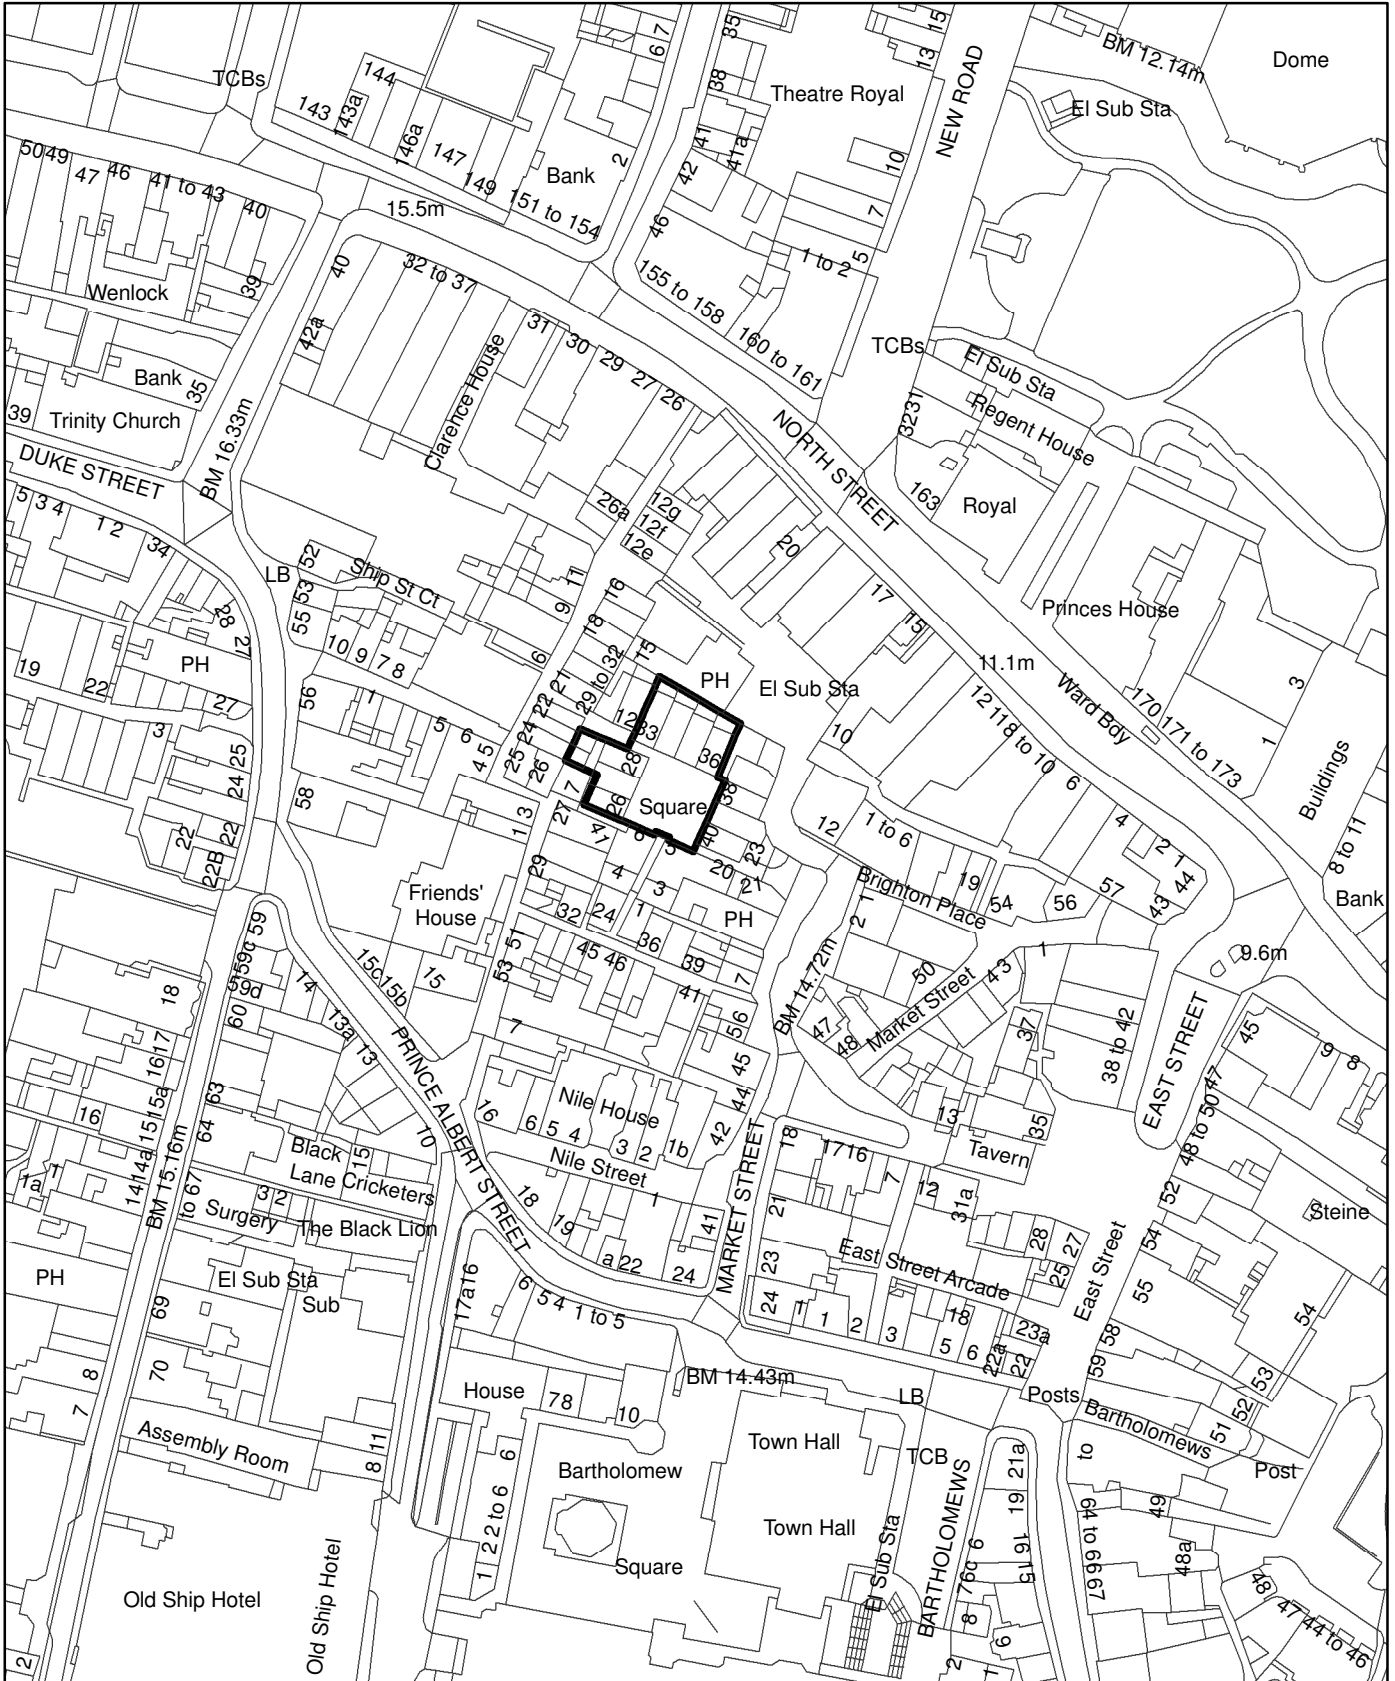 TCBs
144
143
143a
146a
147
149
151 to 154
Bank
2
6 7
35
38
41
41a
42
46
Theatre Royal
13
15
NEW ROAD
BM 12.14m
Dome
El Sub Sta
10
7
5
1 to 2
50
49
47
46
41 to 43
40
39
15.5m
Wenlock
40
42a
32 to 37
155 to 158
160 to 161
31
30
29
27
26
Clarence House
Bank
35
39
Trinity Church
BM 16.33m
DUKE STREET
TCBs
El Sub Sta
Regent House
3231
163
Royal
NORTH STREET
5
3 4
1 2
34
28
27
LB
52
53
55
Ship St Ct
10
9
7 8
26a
12g
12f
12e
20
17
15
11
9
16
18
15
6
Princes House
11.1m
Ward Bdy
170
171 to 173
3
1
Buildings
8 to 11
Bank
19
22
PH
27
3
56
1
5
6
4 5
21
22
24
25
26
29 to 32
1233
PH
El Sub Sta
10
36
28
26
Square
38
40
7
27
41
6
5
12 118 to 10
6
4
2
1
44
43
57
56
54
19
1 to 6
12
Brighton Place
25
24
22
22
22B
58
1 3
29
4
3
24
1
32
36
20
21
23
PH
Friends'
House
51
53
45 46
39
41
7
5 6
45
44
42
BM 14.72m
2 1
50
47
48
Market Street
4 3
1
37
38 to 42
9.6m
EAST STREET
45
9
8
47
48 to 50
59
59c
59d
60
14
13a
13
15c
15b
15
18
17
16
15a
15
14a
14
63
64
to 67
BM 15.16m
PRINCE ALBERT STREET
7
Nile House
16
6
5
4
3
2
1b
Nile Street
1
16
1a
1
Black
Lane Cricketers
15
10
3 2
Surgery
The Black Lion
18
19
a 22
24
41
MARKET STREET
18
1716
7
12
13
Tavern
35
31a
21
23
24
East Street Arcade
28
27
25
52
54
55
East Street
Steine
PH
El Sub Sta
Sub
69
70
8
7
17a16
6
5 4
1 to 5
1
1
2
3
18
5
6
22a
22
23a
58
59
54
53
52
51
BM 14.43m
LB
Posts
Bartholomews
Post
House
78
10
Assembly Room
8 11
6
2 to 6
1 2
Bartholomew
Square
Town Hall
Town Hall
TCB
El Sub Sta
BARTHOLOMEWS
21a
19
16
15
6
76c
8
2
1
6
to
64 to 6667
49
48a
48
47
44 to 46
Old Ship Hotel
Old Ship Hotel
2